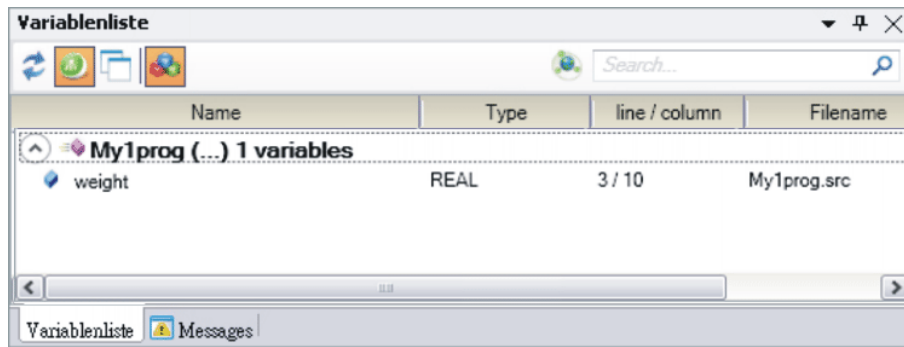 Variablenliste
Search...
Name Type line / column Filename
My1prog (...) 1 variables
weight REAL 3 / 10 My1prog.src
Variablenliste Messages